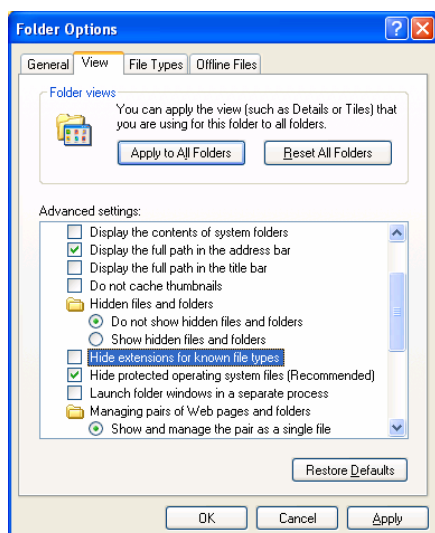 Folder Options
General
View
File Types
Offline Files
Folder views
You can apply the view (such as Details or Tiles) that
you are using for this folder to all folders.
Apply to All Folders
Reset All Folders
Advanced settings:
Display the contents of system folders
Display the full path in the address bar
Display the full path in the title bar
Do not cache thumbnails
Hidden files and folders
Do not show hidden files and folders
Show hidden files and folders
Hide extensions for known file types
Hide protected operating system files (Recommended)
Launch folder windows in a separate process
Managing pairs of Web pages and folders
Show and manage the pair as a single file
Restore Defaults
OK
Cancel
Apply